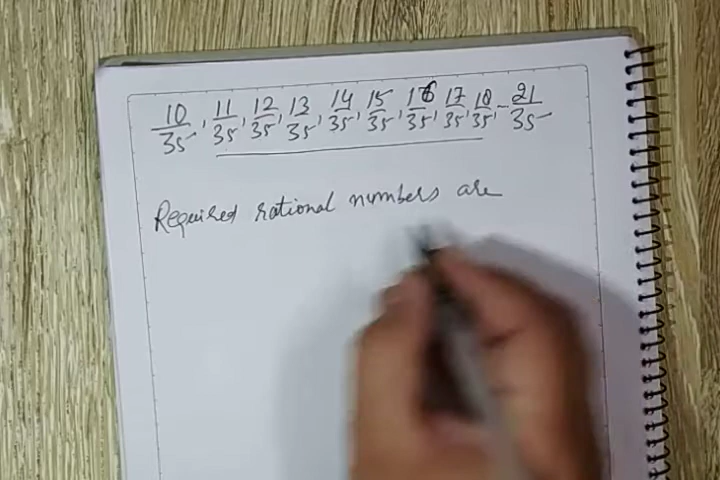 10/35, 11/35, 12/35, 13/35, 14/35, 15/35, 16/35, 17/35, 18/35, - 21/35
Required rational numbers are